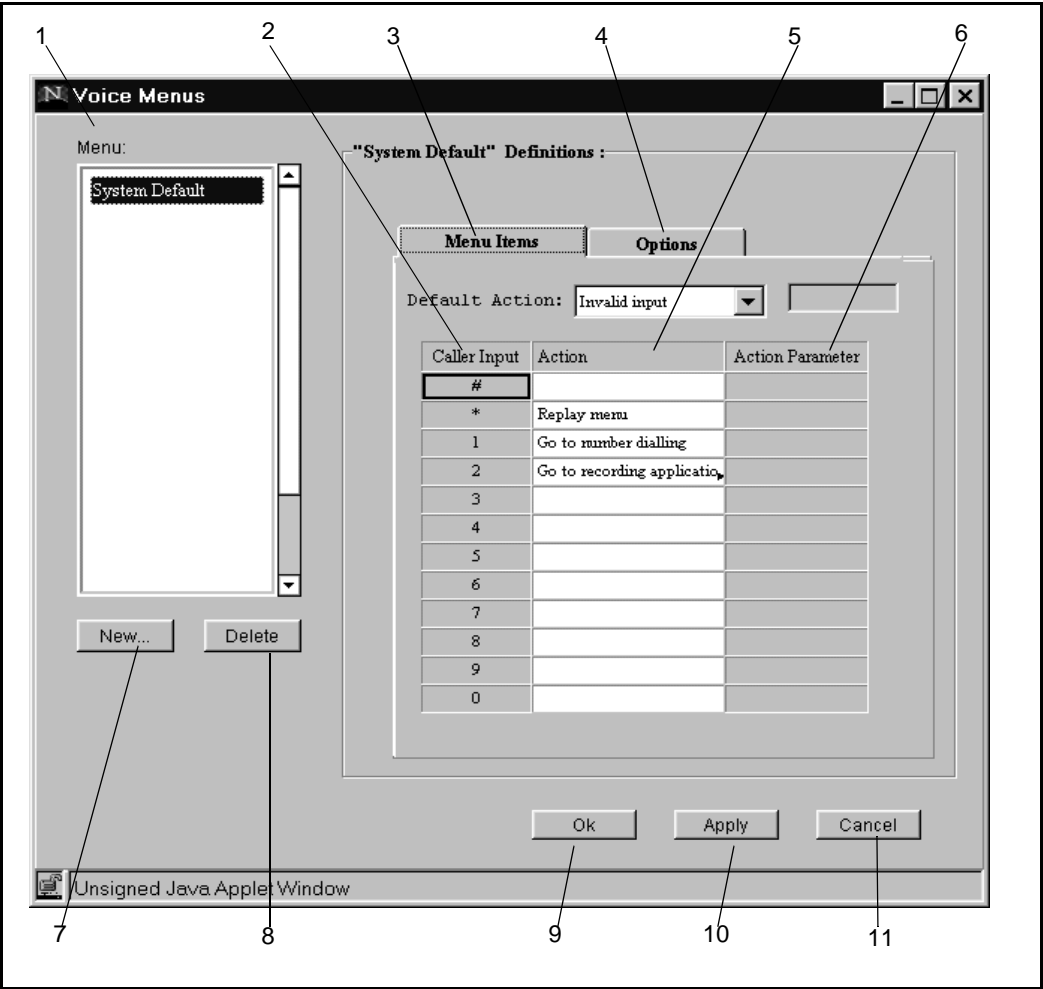 1 2 3 4 5 6
N Voice Menus
Menu:
System Default
"System Default" Definitions :
Menu Items Options
Default Action: Invalid input
Caller Input Action Action Parameter
#
* Replay menu
1 Go to number dialling
2 Go to recording applicatio
3
4
5
6
7
8
9
0
New... Delete
Ok Apply Cancel
Unsigned Java Applet Window
7 8 9 10 11